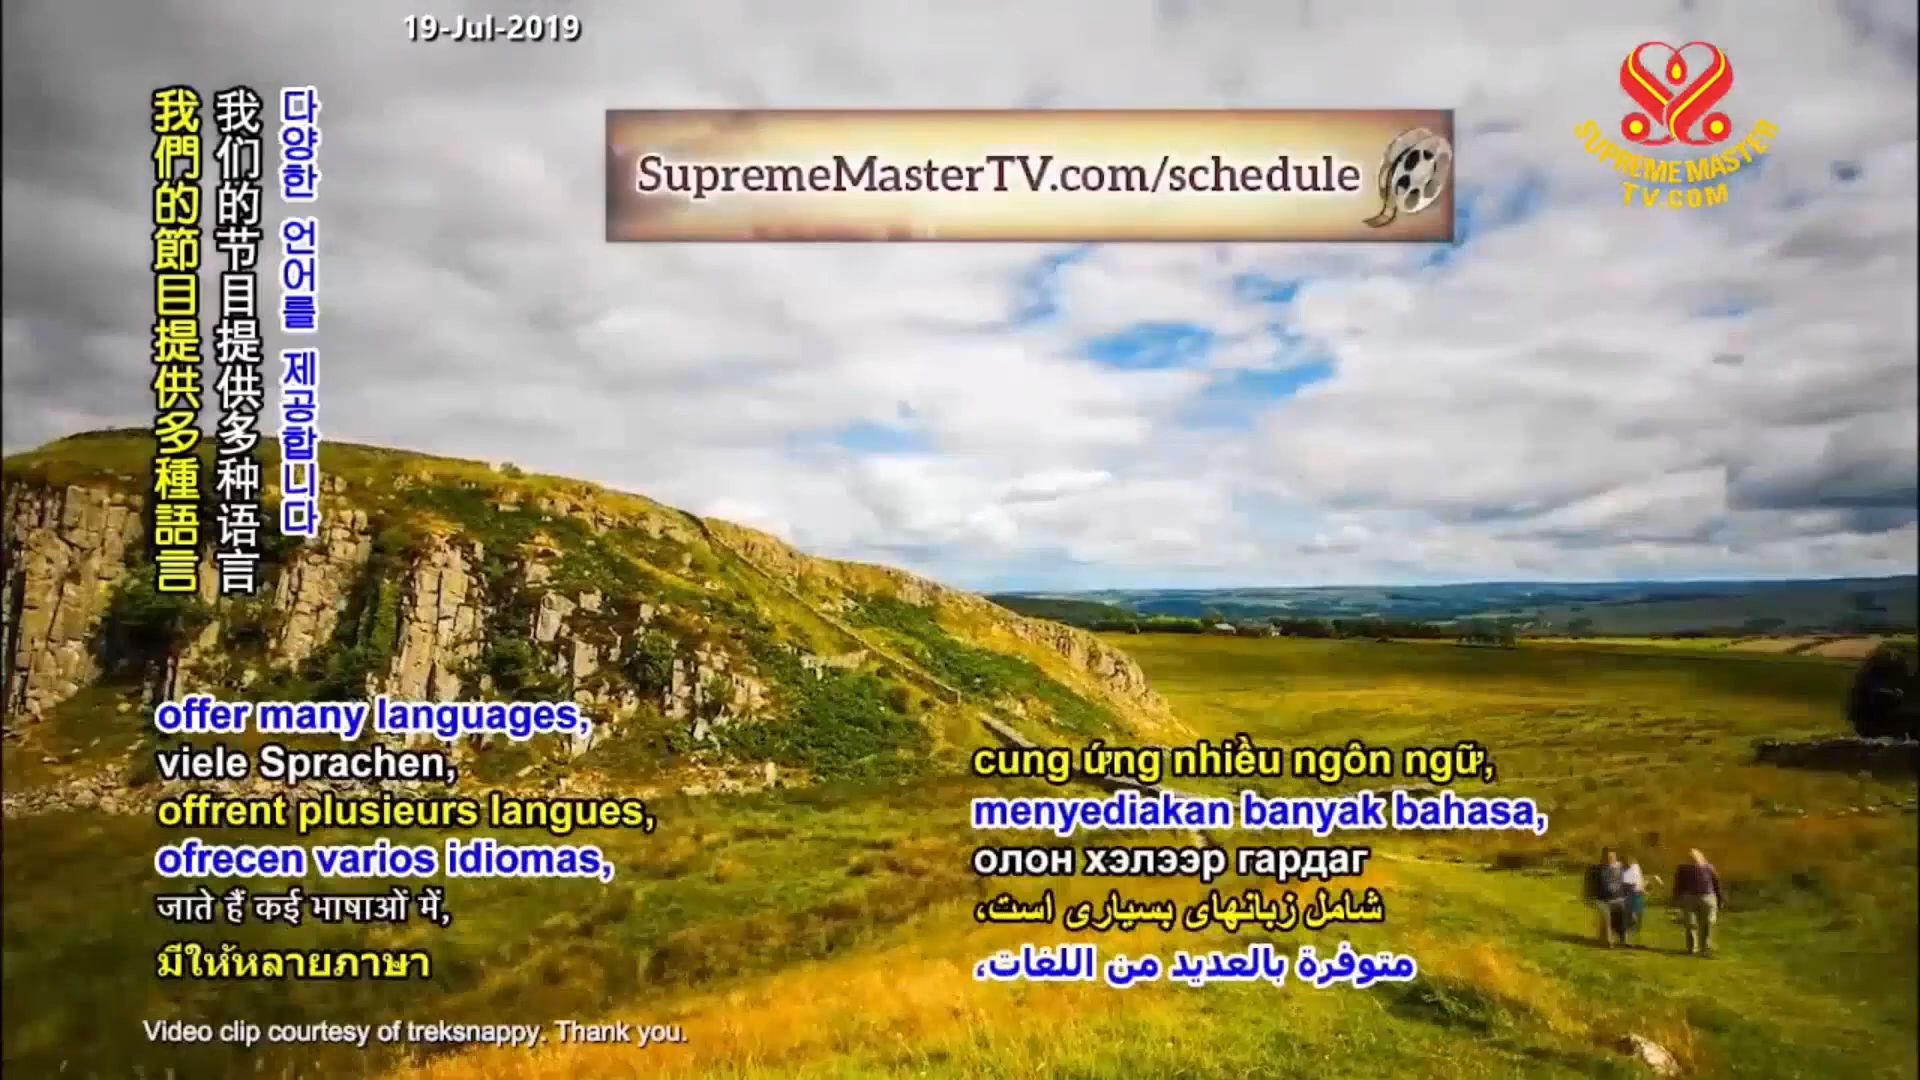 19-Jul-2019
我們的節目提供多種語言
我们的节目提供多种语言
다양한 언어를 제공합니다
SupremeMasterTV.com/schedule
SUPREME MASTER
TV.COM
offer many languages,
viele Sprachen,
offrent plusieurs langues,
ofrecen varios idiomas,
जाते हैं कई भाषाओं में,
มีให้หลายภาษา
cung ứng nhiều ngôn ngữ,
menyediakan banyak bahasa,
олон хэлээр гардаг
شامل زبانهای بسیاری است،
متوفرة بالعديد من اللغات،
Video clip courtesy of treksnappy. Thank you.